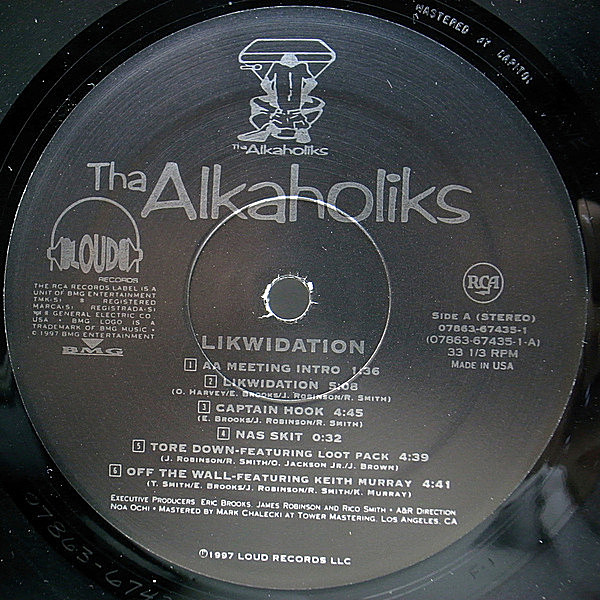 MASTERED BY CAPITOL
Tha Alkaholiks
Tha Alkaholiks
LOUD
RECORDS
THE RCA RECORDS LABEL IS A
UNIT OF BMG ENTERTAINMENT
TMK(S) ® REGISTERED
MARCA(S) REGISTRADA(S)
® GENERAL ELECTRIC CO.
USA • BMG LOGO IS A
TRADEMARK OF BMG MUSIC •
© 1997 BMG ENTERTAINMENT
BMG
RCA
SIDE A (STEREO)
07863-67435-1
(07863-67435-1-A)
33 1/3 RPM
MADE IN USA
LIKWIDATION
1 AA MEETING INTRO 1:36
2 LIKWIDATION 5:08
(O. HARVEY/E. BROOKS/J. ROBINSON/R. SMITH)
3 CAPTAIN HOOK 4:45
(E. BROOKS/J. ROBINSON/R. SMITH)
4 NAS SKIT 0:32
5 TORE DOWN-FEATURING LOOT PACK 4:39
(J. ROBINSON/R. SMITH/O. JACKSON JR./J. BROWN)
6 OFF THE WALL-FEATURING KEITH MURRAY 4:41
(T. SMITH/E. BROOKS/J. ROBINSON/R. SMITH/K. MURRAY)
EXECUTIVE PRODUCERS: ERIC BROOKS, JAMES ROBINSON AND RICO SMITH • A&R DIRECTION:
NOA OCHI • MASTERED BY MARK CHALECKI AT TOWER MASTERING, LOS ANGELES, CA
℗1997 LOUD RECORDS LLC
07863-6743